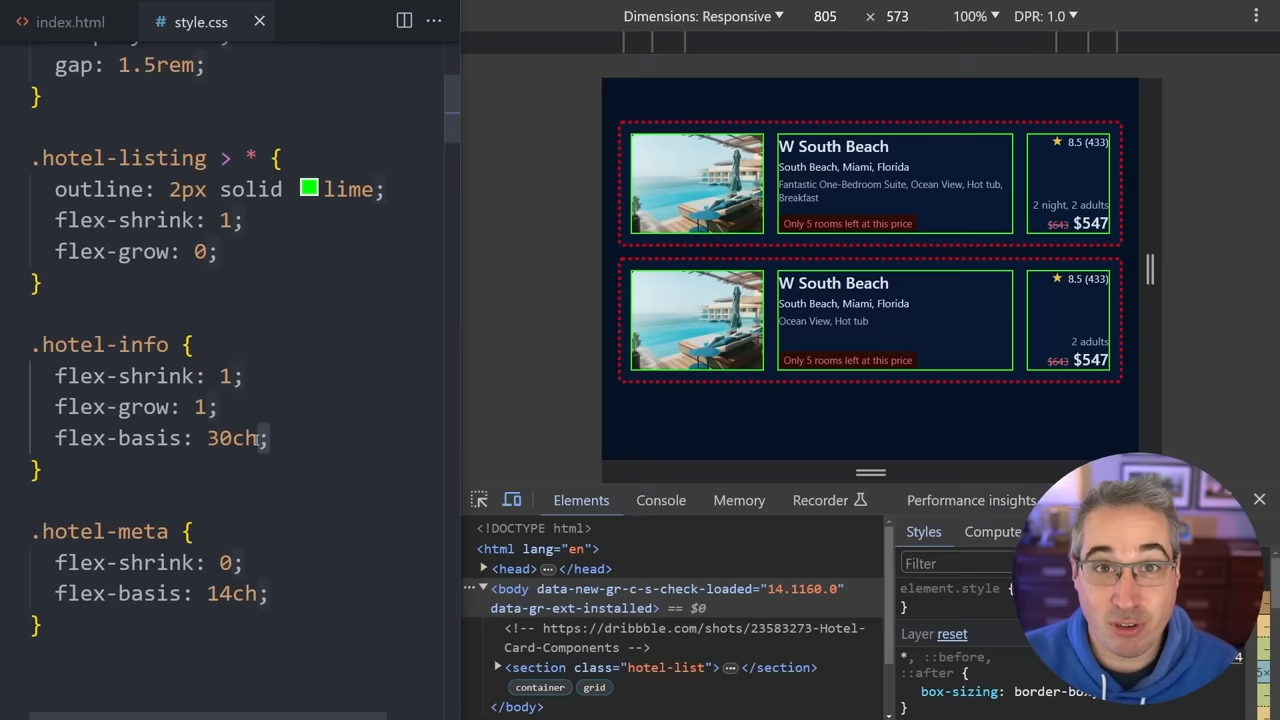 index.html
style.css
gap: 1.5rem;
}
.hotel-listing > * {
outline: 2px solid lime;
flex-shrink: 1;
flex-grow: 0;
}
.hotel-info {
flex-shrink: 1;
flex-grow: 1;
flex-basis: 30ch;
}
.hotel-meta {
flex-shrink: 0;
flex-basis: 14ch;
}
Dimensions: Responsive 805 × 573 100% DPR: 1.0
W South Beach
South Beach, Miami, Florida
Fantastic One-Bedroom Suite, Ocean View, Hot tub,
Breakfast
Only 5 rooms left at this price
8.5 (433)
2 night, 2 adults
$643 $547
W South Beach
South Beach, Miami, Florida
Ocean View, Hot tub
Only 5 rooms left at this price
8.5 (433)
2 adults
$643 $547
Elements Console Memory Recorder Performance insights
<!DOCTYPE html>
<html lang="en">
<head> </head>
<body data-new-gr-c-s-check-loaded="14.1160.0"
data-gr-ext-installed> == $0
<!-- https://dribbble.com/shots/23583273-Hotel-
Card-Components -->
<section class="hotel-list"> </section>
container grid
</body>
Styles Compute
Filter
element.style {
}
Layer reset
*, ::before,
::after {
box-sizing: border-box
}